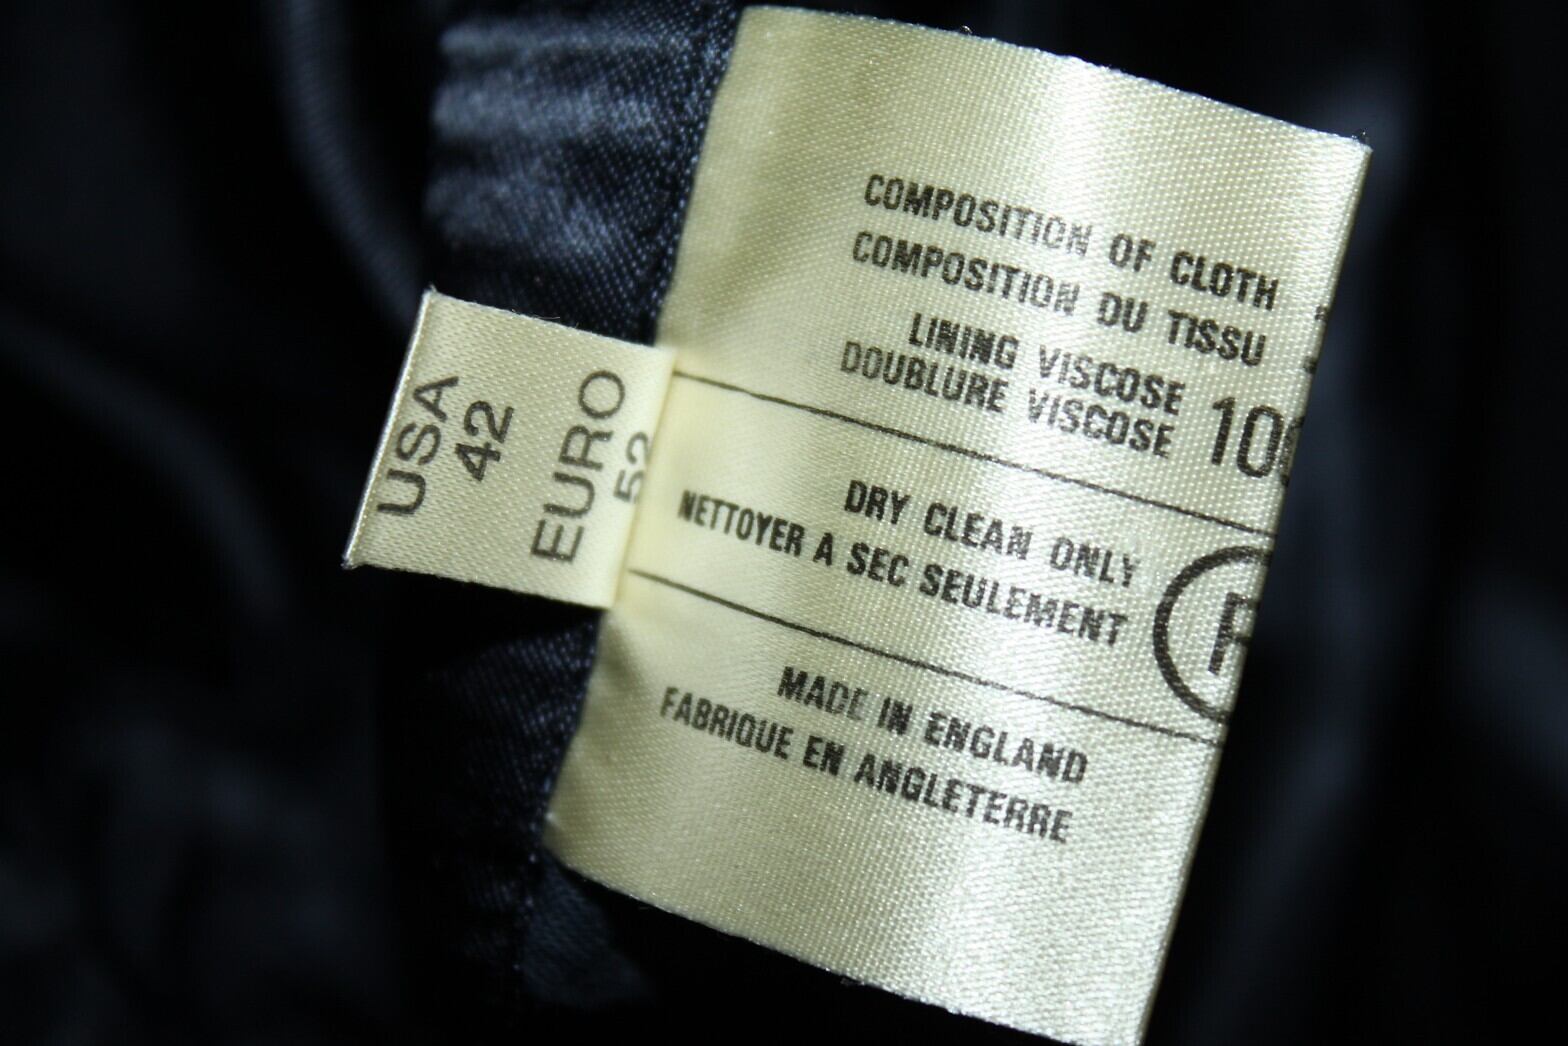 COMPOSITION OF CLOTH
COMPOSITION DU TISSU
LINING VISCOSE
DOUBLURE VISCOSE
DRY CLEAN ONLY
NETTOYER A SEC SEULEMENT
MADE IN ENGLAND
FABRIQUE EN ANGLETERRE
USA
42
EURO
52